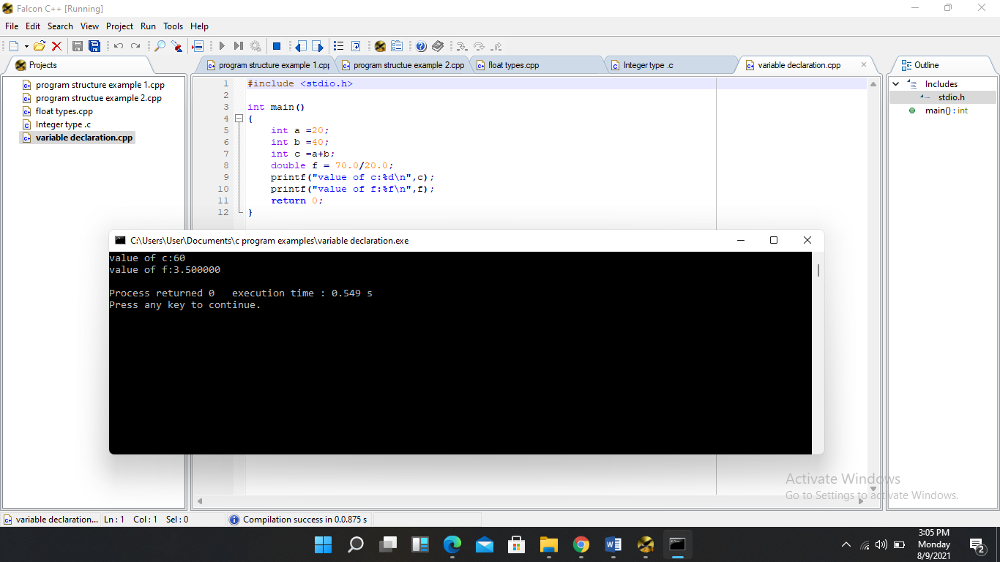 Falcon C++ [Running]
File Edit Search View Project Run Tools Help
Projects
program structure example 1.cpp
program structue example 2.cpp
float types.cpp
Integer type .c
variable declaration.cpp
program structure example 1.cpp
program structue example 2.cpp
float types.cpp
Integer type .c
variable declaration.cpp
1 #include <stdio.h>
2
3 int main()
4 {
5 int a =20;
6 int b =40;
7 int c =a+b;
8 double f = 70.0/20.0;
9 printf("value of c:%d\n",c);
10 printf("value of f:%f\n",f);
11 return 0;
12 }
Outline
Includes
stdio.h
main() : int
C:\Users\User\Documents\c program examples\variable declaration.exe
value of c:60
value of f:3.500000
Process returned 0   execution time : 0.549 s
Press any key to continue.
Activate Windows
Go to Settings to activate Windows.
variable declaration... Ln : 1 Col : 1 Sel : 0 Compilation success in 0.0.875 s
3:05 PM
Monday
8/9/2021
2